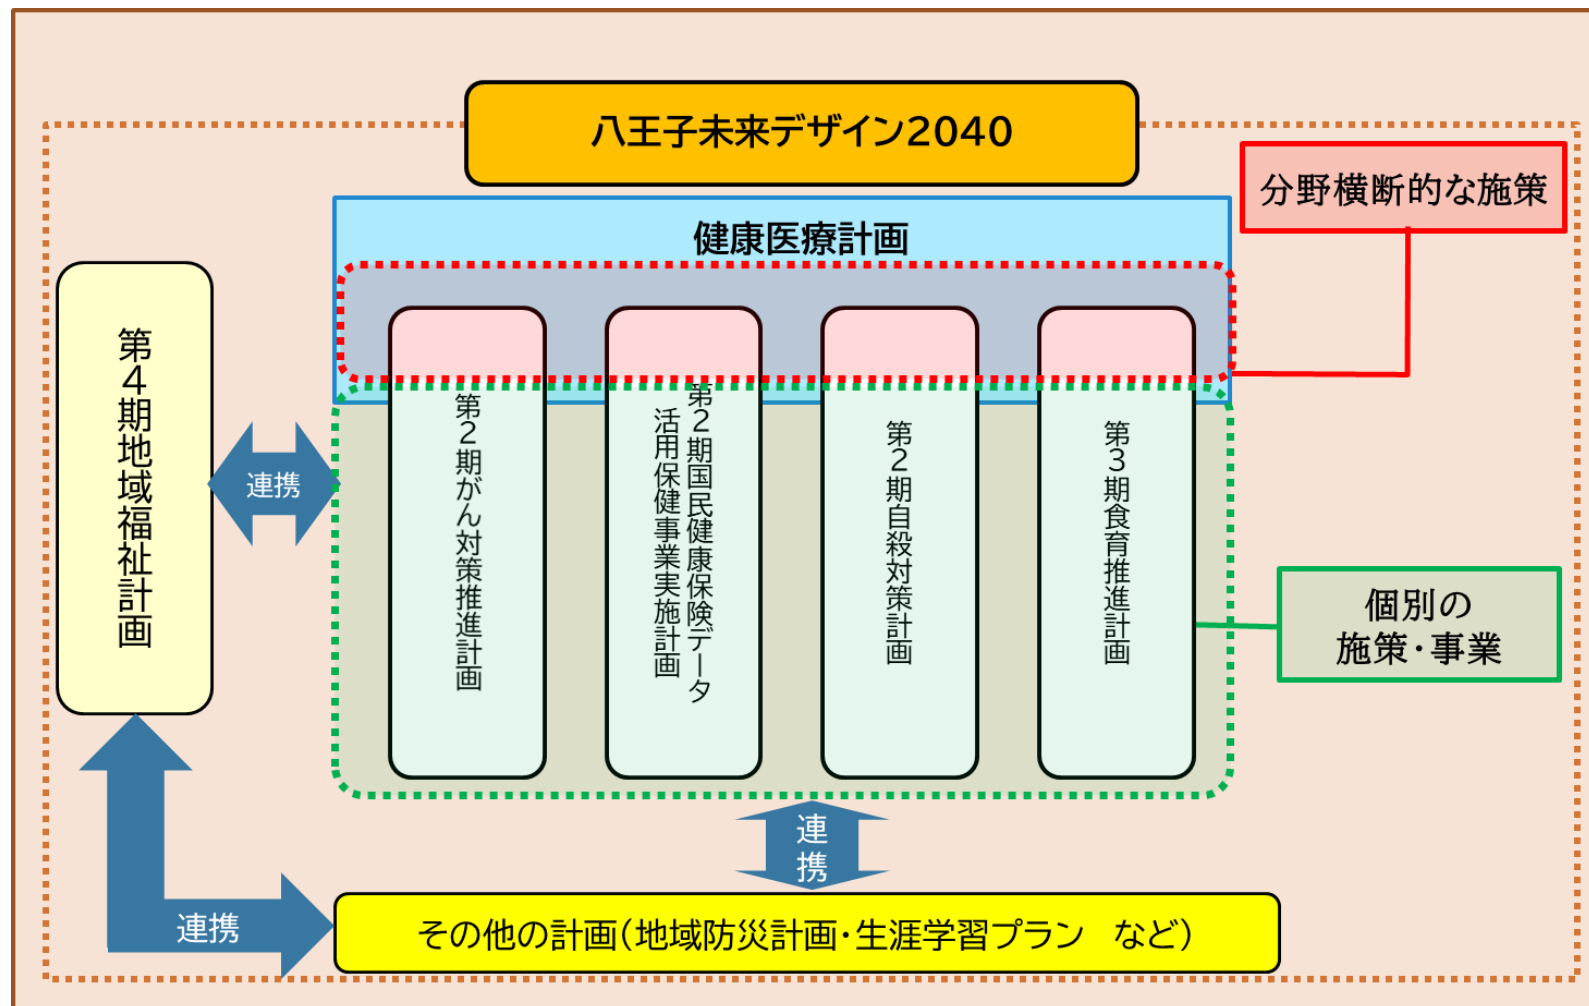 八王子未来デザイン2040
分野横断的な施策
健康医療計画
第4期地域福祉計画
連携
第2期がん対策推進計画
第2期国民健康保険データ
活用保健事業実施計画
第2期自殺対策計画
第3期食育推進計画
個別の
施策・事業
連携
連携
その他の計画(地域防災計画・生涯学習プラン　など)